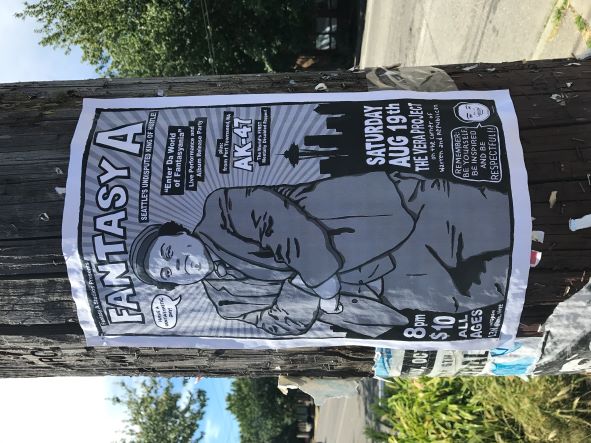 Fantasy A Studios Presents
FANTASY A
SEATTLE'S UNDISPUTED KING OF HUSTLE
HAVE A
FANTASTIC
DAY!
"Enter Da World
of Fantasyania"
Live Performance and
Album Release Party
plus:
from Port Townsend, WA
AK-47
The World's FIRST
Mentally Disabled Rapper!
SATURDAY
AUG 19th
THE VERA PROJECT
on the corner of
Warren and Republican
8pm
$10
ALL
AGES
REMEMBER:
BE YOURSELF
BE INSPIRED
AND BE
RESPECTFUL!!
OCT